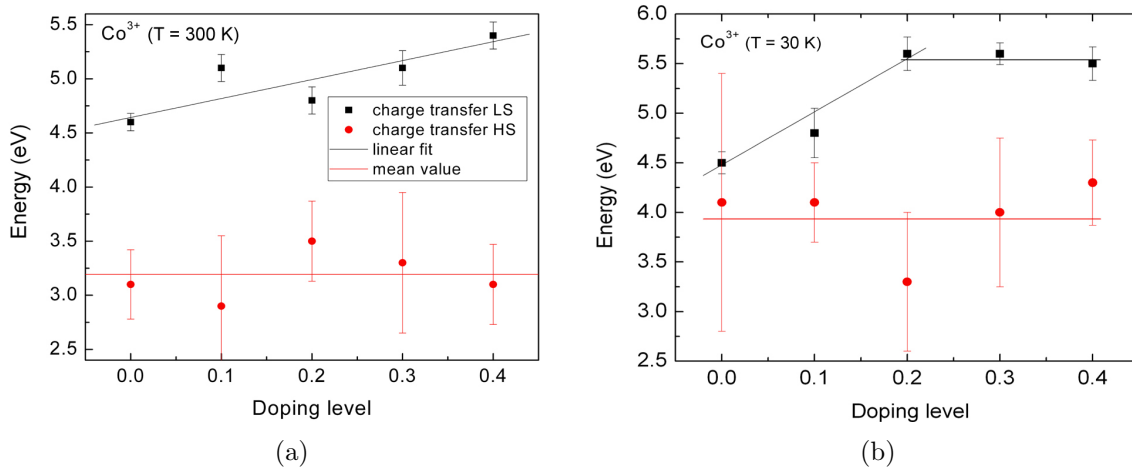 Co³⁺ (T = 300 K)
charge transfer LS
charge transfer HS
linear fit
mean value
Energy (eV)
6.0
5.5
5.0
4.5
4.0
3.5
3.0
2.5
0.0 0.1 0.2 0.3 0.4
Doping level
(a)
Co³⁺ (T = 30 K)
Energy (eV)
6.0
5.5
5.0
4.5
4.0
3.5
3.0
2.5
0.0 0.1 0.2 0.3 0.4
Doping level
(b)